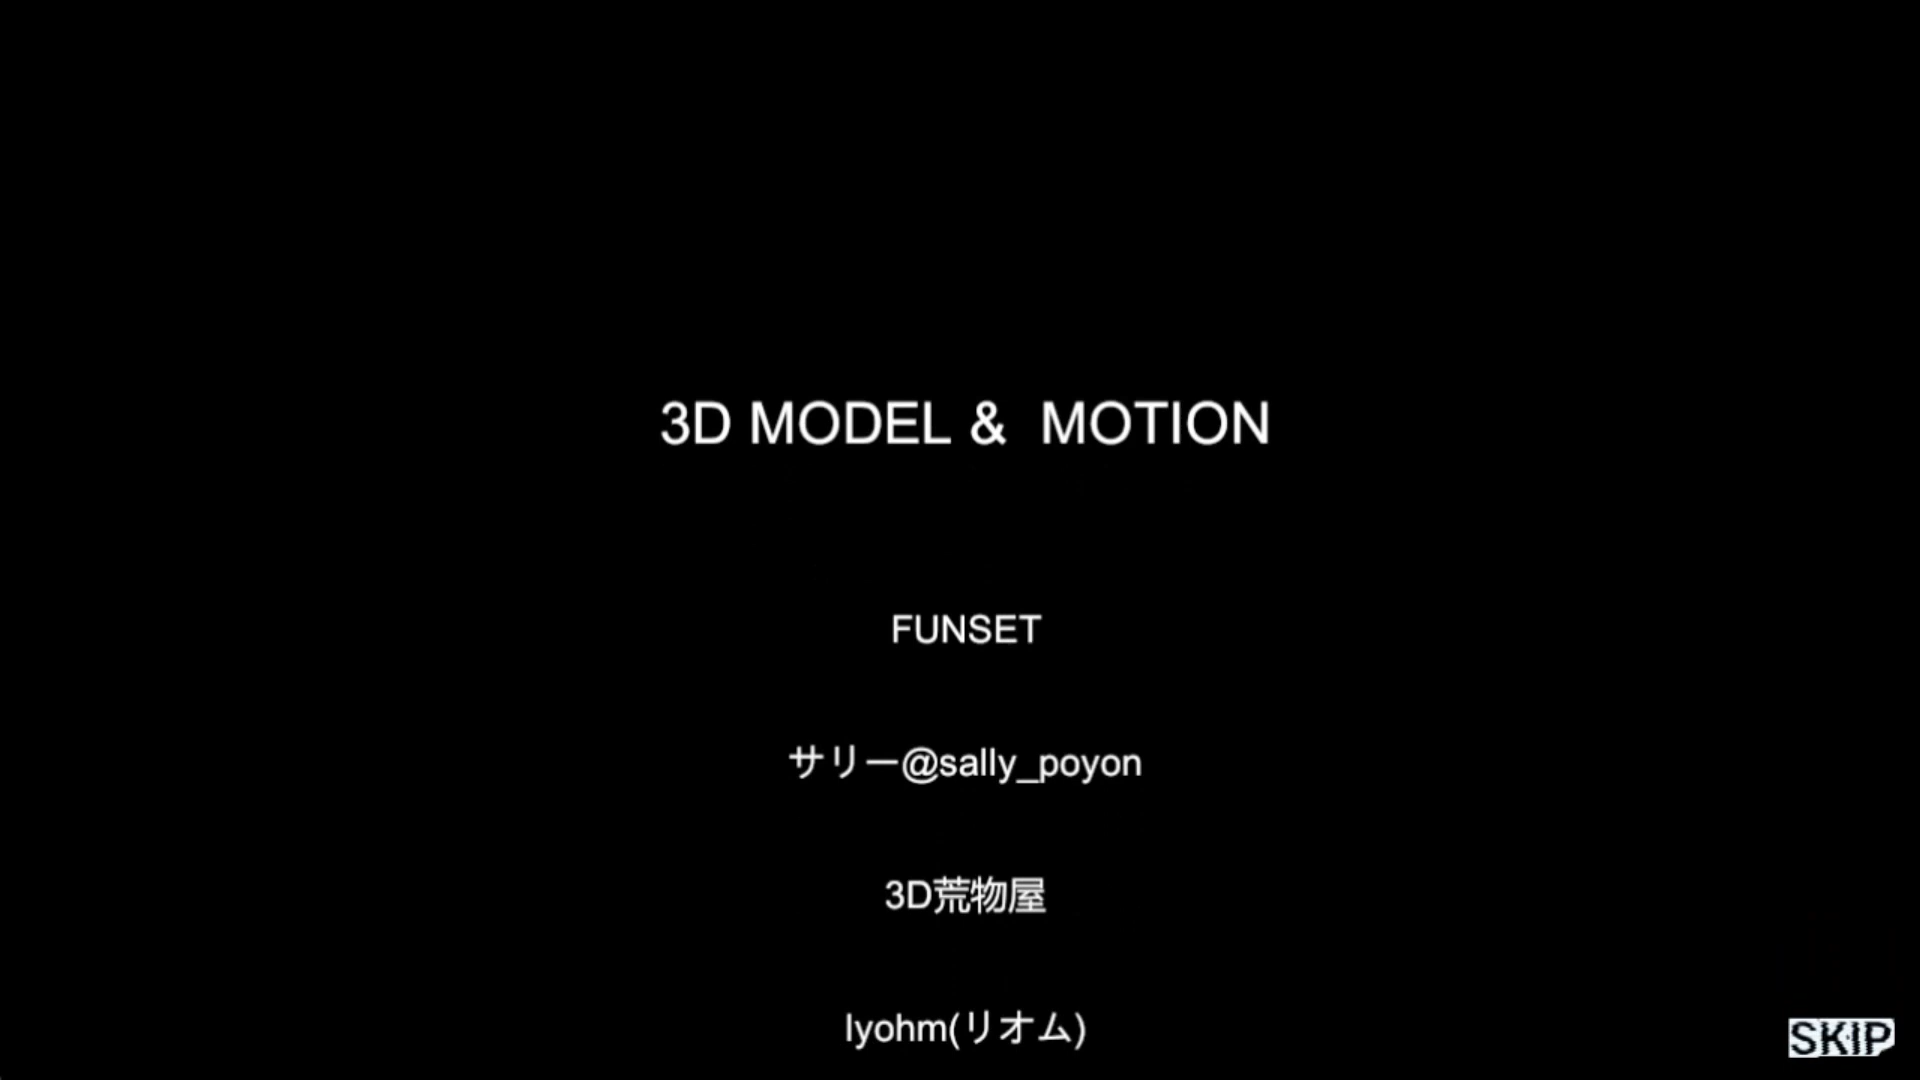 3D MODEL &  MOTION
FUNSET
サリー@sally_poyon
3D荒物屋
lyohm(リオム)
SKIP